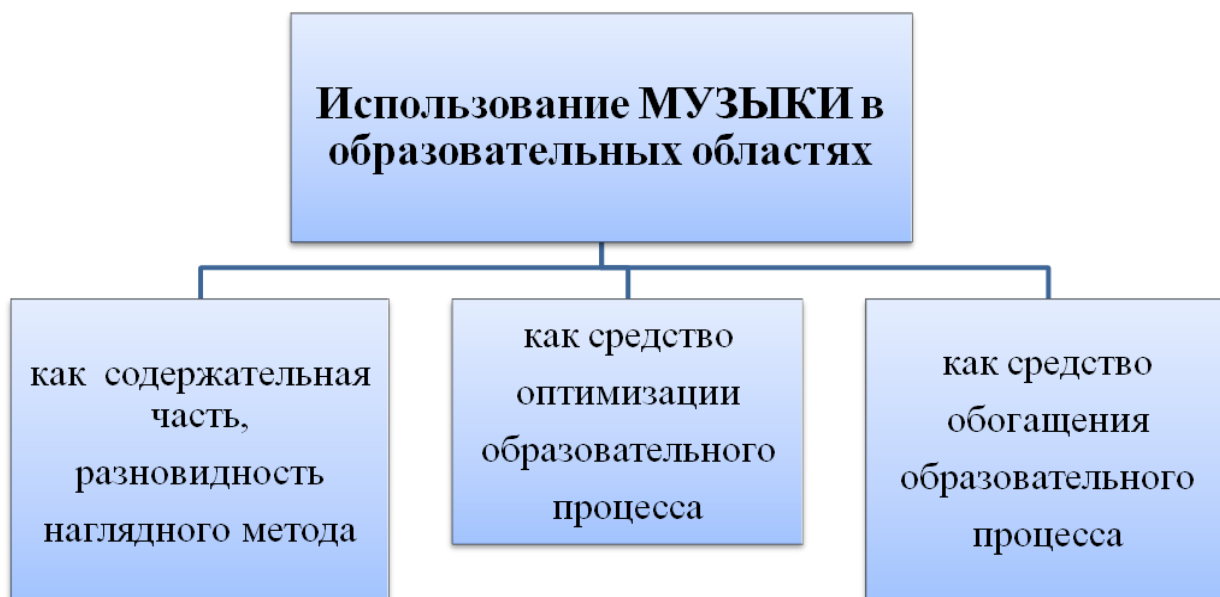 Использование МУЗЫКИ в
образовательных областях
как содержательная
часть,
разновидность
наглядного метода
как средство
оптимизации
образовательного
процесса
как средство
обогащения
образовательного
процесса